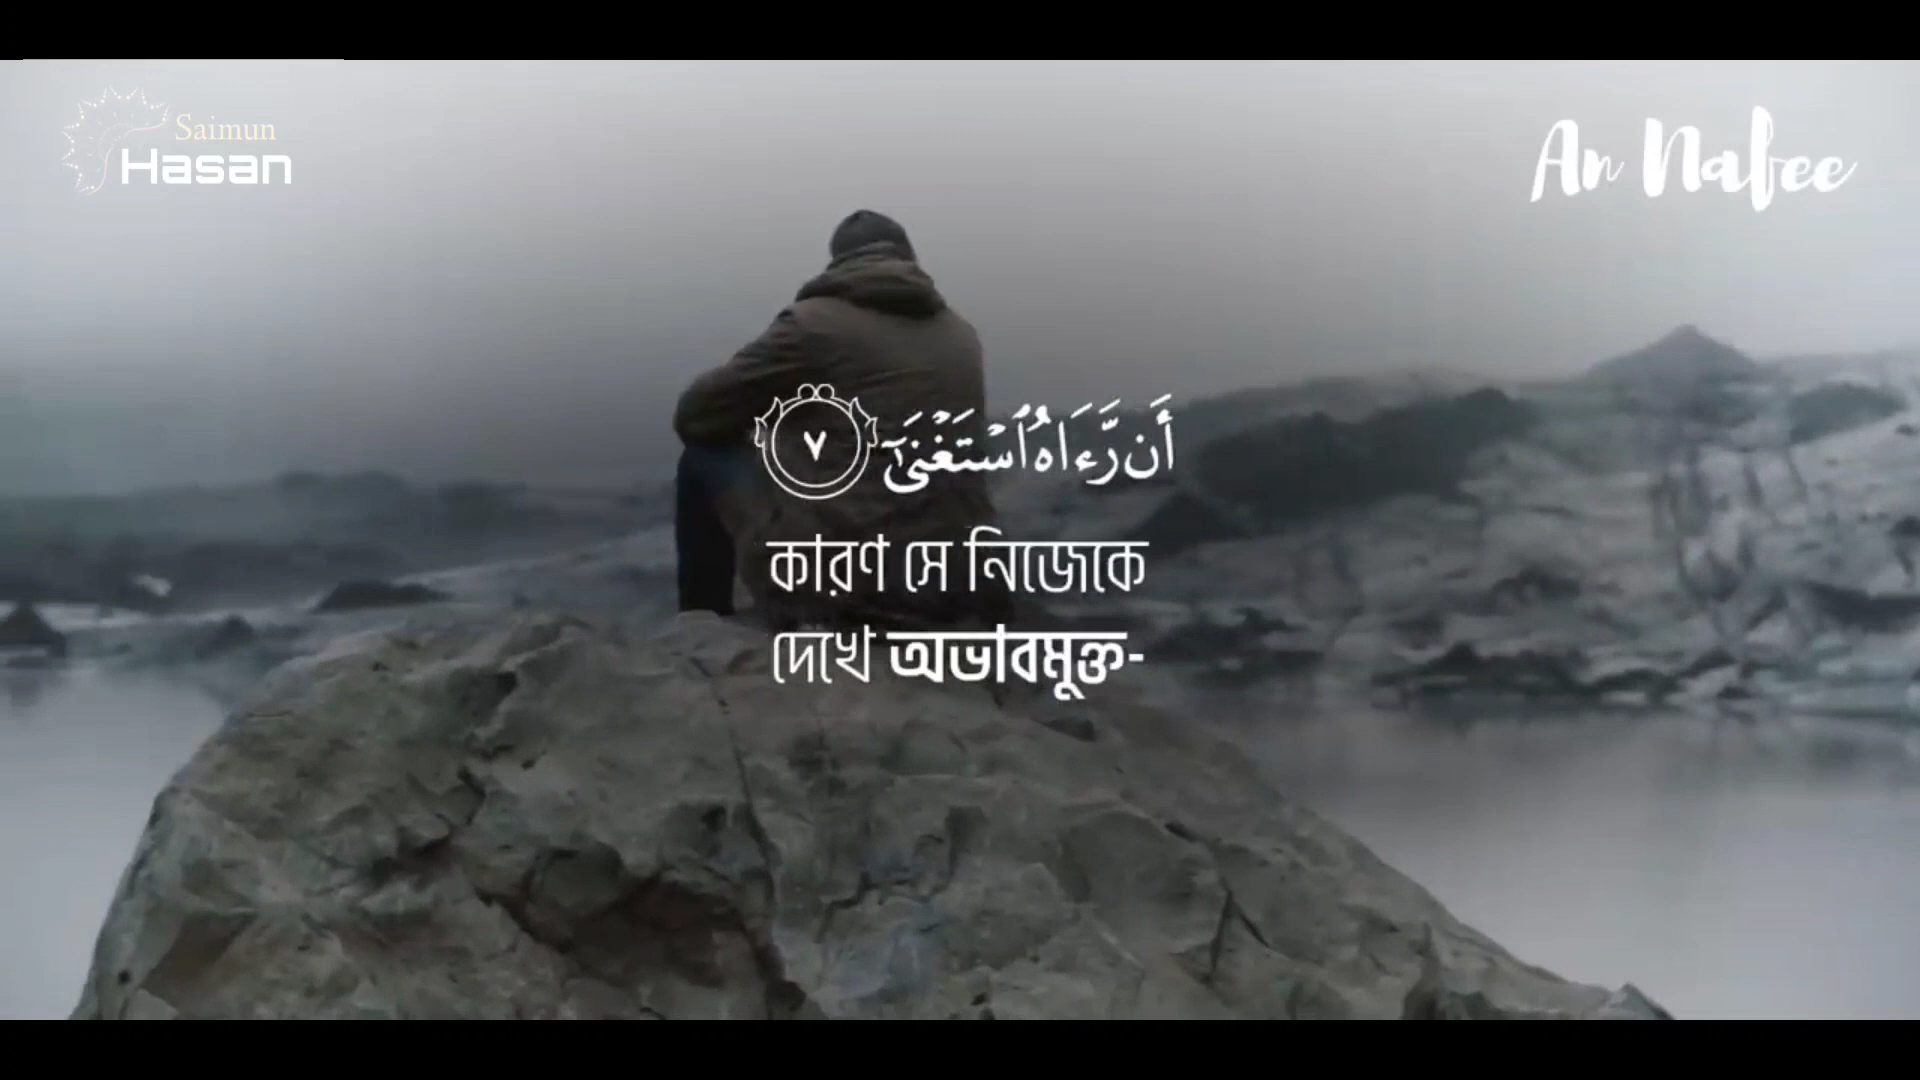 Saimun
Hasan
An Nafee
أَن رَّءَاهُ ٱسْتَغْنَىٰٓ ٧
কারণ সে নিজেকে
দেখে অভাবমুক্ত-